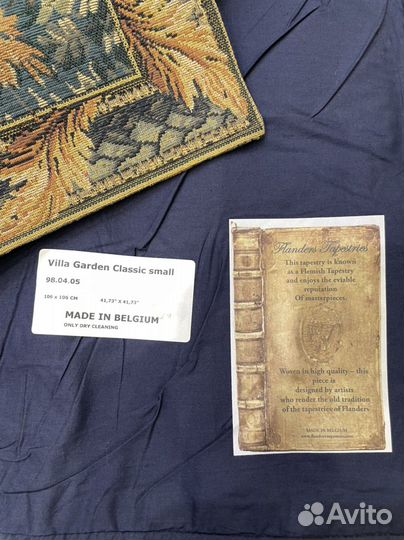 Villa Garden Classic small
98.04.05
106 x 106 CM 41,73" X 41,73"
MADE IN BELGIUM
ONLY DRY CLEANING
Flanders Tapestries
This tapestry is known
as a Flemish Tapestry
and enjoys the eviable
reputation
Of masterpieces.
Woven in high quality – this
piece is
designed by artists
who render the old tradition
of the tapestries of Flanders
MADE IN BELGIUM
Avito